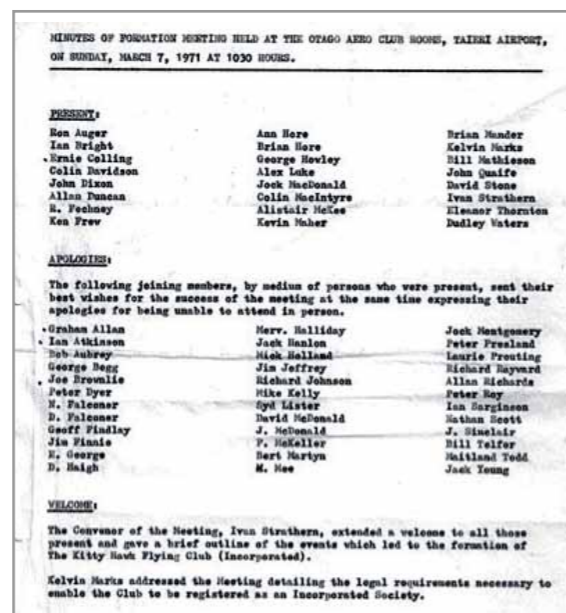 MINUTES OF FORMATION MEETING HELD AT THE OTAGO AERO CLUB ROOMS, TAIERI AIRPORT,
ON SUNDAY, MARCH 7, 1971 AT 1030 HOURS.
PRESENT:
Ron Auger Ann Hore Brian Mander
Ian Bright Brian Hore Kelvin Marks
Ernie Colling George Howley Bill Mathieson
Colin Davidson Alex Luke John Quaife
John Dixon Jock MacDonald David Stone
Allan Duncan Colin MacIntyre Ivan Strathern
R. Fechney Alistair McKee Eleanor Thornton
Ken Frew Kevin Maher Dudley Waters
APOLOGIES:
The following joining members, by medium of persons who were present, sent their
best wishes for the success of the meeting at the same time expressing their
apologies for being unable to attend in person.
Graham Allan Merv. Halliday Jock Montgomery
Ian Atkinson Jack Hanlon Peter Presland
Bob Aubrey Mick Holland Laurie Prouting
George Begg Jim Jeffrey Richard Rayward
Joe Brownlie Richard Johnson Allan Richards
Peter Dyer Mike Kelly Peter Roy
N. Falconer Syd Lister Ian Sarginson
D. Falconer David McDonald Nathan Scott
Geoff Findlay J. McDonald J. Sinclair
Jim Finnie P. McKeller Bill Telfer
George Bert Martyn Maitland Todd
D. Haigh M. Mee Jack Young
WELCOME:
The Convenor of the Meeting, Ivan Strathern, extended a welcome to all those
present and gave a brief outline of the events which led to the formation of
The Kitty Hawk Flying Club (Incorporated).
Kelvin Marks addressed the Meeting detailing the legal requirements necessary to
enable the Club to be registered as an Incorporated Society.